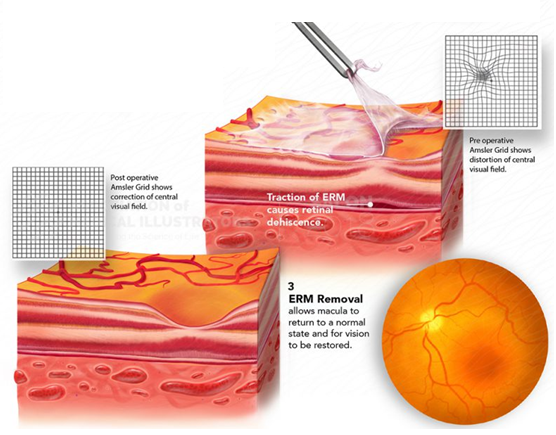 Pre operative
Amsler Grid shows
distortion of central
visual field.
Post operative
Amsler Grid shows
correction of central
visual field.
Traction of ERM
causes retinal
dehiscence.
3
ERM Removal
allows macula to
return to a normal
state and for vision
to be restored.